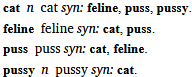 cat n cat syn: feline, puss, pussy.
feline feline syn: cat, puss.
puss puss syn: cat, feline.
pussy n pussy syn: cat.